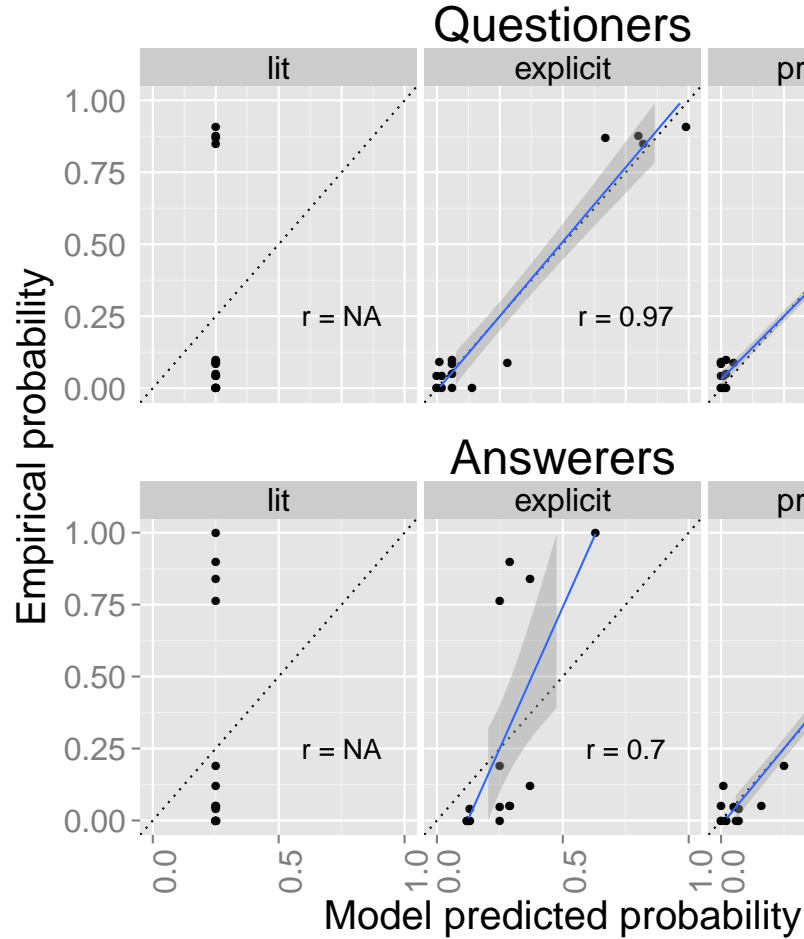 Questioners
lit explicit pr
1.00
0.75
0.50
0.25
0.00
r = NA r = 0.97
Answerers
lit explicit pr
1.00
0.75
0.50
0.25
0.00
r = NA r = 0.7
0.0 0.5 1.0 0.0 0.5 1.0 0.0
Empirical probability
Model predicted probability